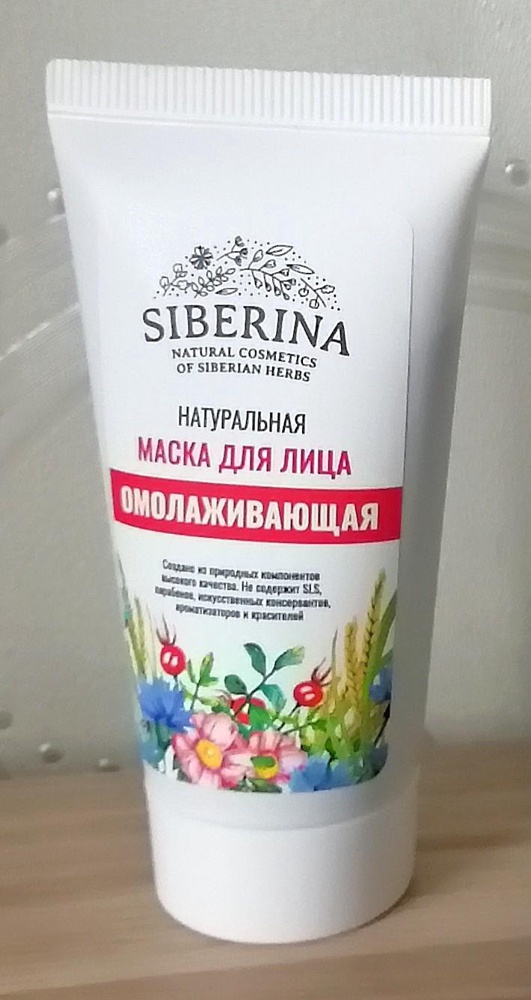 SIBERINA
NATURAL COSMETICS
OF SIBERIAN HERBS
НАТУРАЛЬНАЯ
МАСКА ДЛЯ ЛИЦА
ОМОЛАЖИВАЮЩАЯ
Создано из природных компонентов
высокого качества. Не содержит SLS,
парабенов, искусственных консервантов,
ароматизаторов и красителей